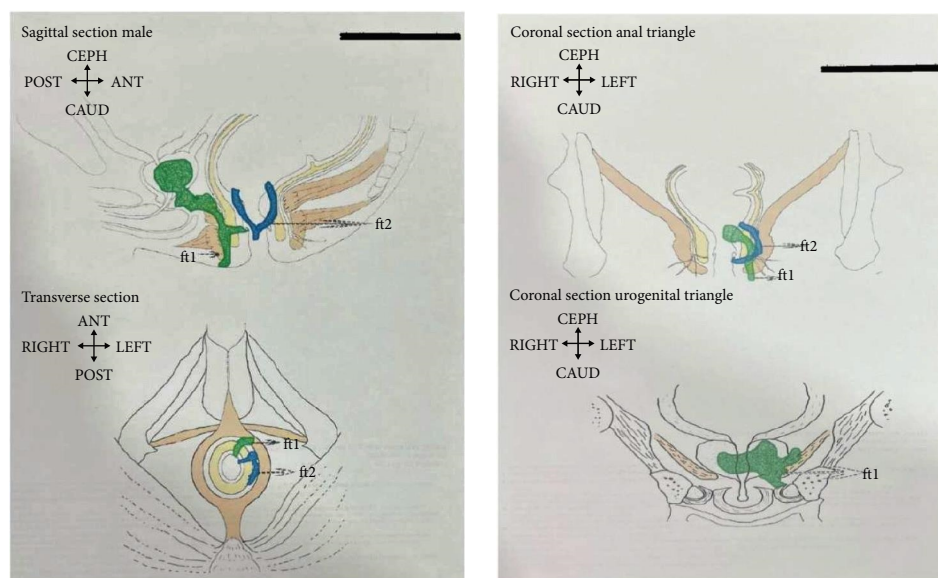 Sagittal section male
CEPH
POST ANT
CAUD
ft2
ft1
Transverse section
ANT
RIGHT LEFT
POST
ft1
ft2
Coronal section anal triangle
CEPH
RIGHT LEFT
CAUD
ft2
ft1
Coronal section urogenital triangle
CEPH
RIGHT LEFT
CAUD
ft1